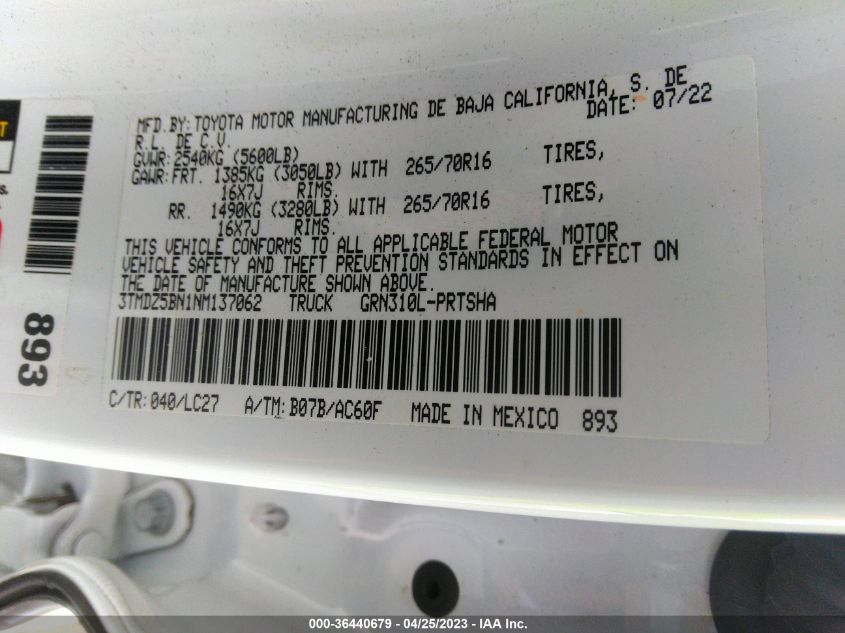 MFD.BY:TOYOTA MOTOR MANUFACTURING DE BAJA CALIFORNIA, S. DE
R.L. DE C.V. DATE: 07/22
GVWR:2540KG (5600LB)
GAWR:FRT. 1385KG (3050LB) WITH 265/70R16 TIRES,
16X7J RIMS.
RR. 1490KG (3280LB) WITH 265/70R16 TIRES,
16X7J RIMS.
THIS VEHICLE CONFORMS TO ALL APPLICABLE FEDERAL MOTOR
VEHICLE SAFETY AND THEFT PREVENTION STANDARDS IN EFFECT ON
THE DATE OF MANUFACTURE SHOWN ABOVE.
3TMDZ5BN1NM137062 TRUCK GRN310L-PRTSHA
C/TR:040/LC27 A/TM:B07B/AC60F MADE IN MEXICO 893
893
000-36440679 - 04/25/2023 - IAA Inc.